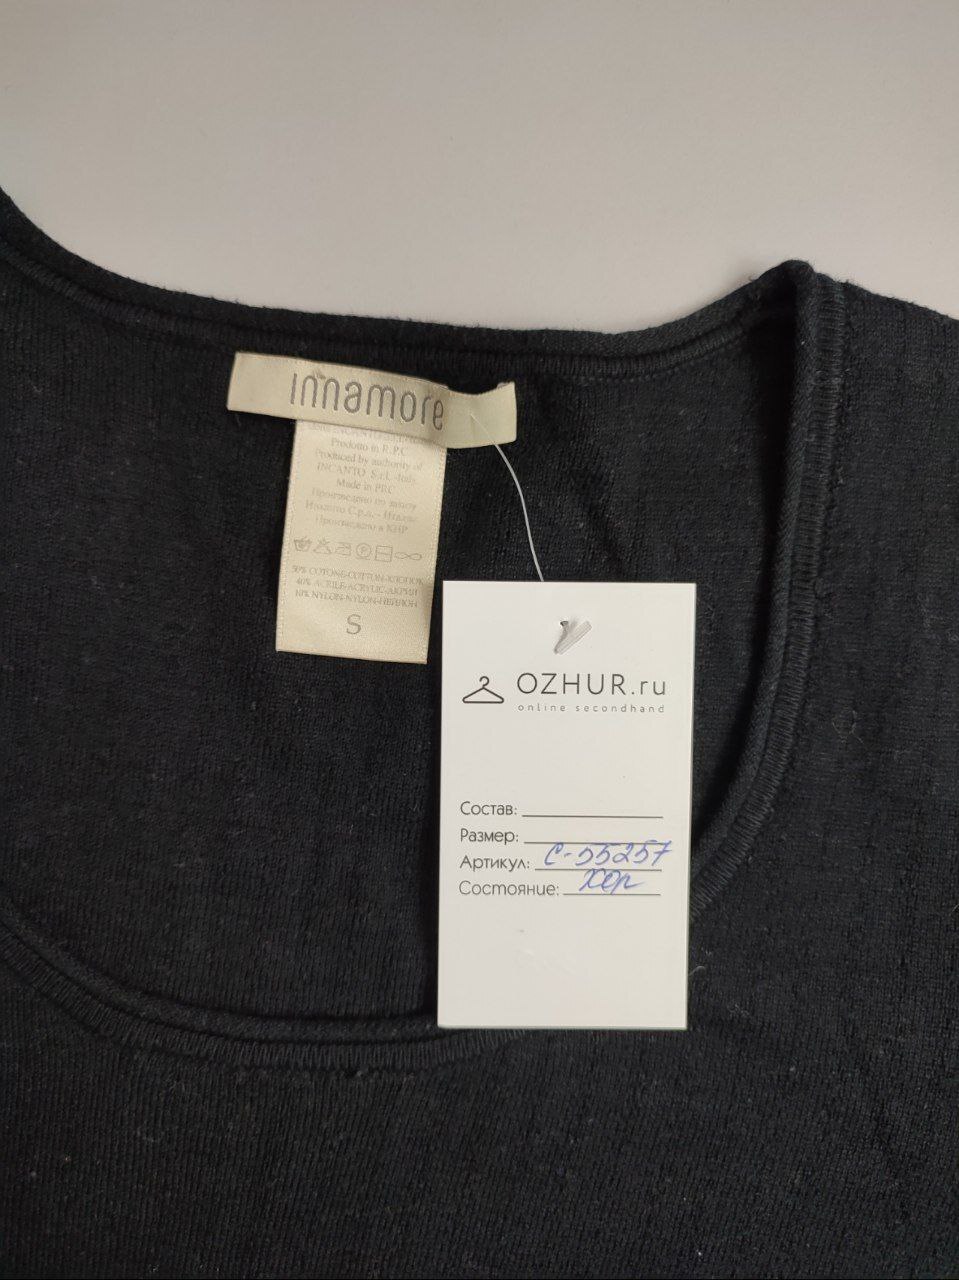 innamore
Prodotto in R.P.C
Produced by authority of
INCANTO S.r.l. -Italy
Made in PRC
Произведено по заказу
Инканто С.р.л. - Италия
Произведено в КНР
50% COTONE-COTTON-ХЛОПОК
40% ACRILE-ACRYLIC-АКРИЛ
10% NYLON-NYLON-НЕЙЛОН
S
OZHUR.ru
online secondhand
Состав:
Размер:
Артикул: С-55257
Состояние: хор